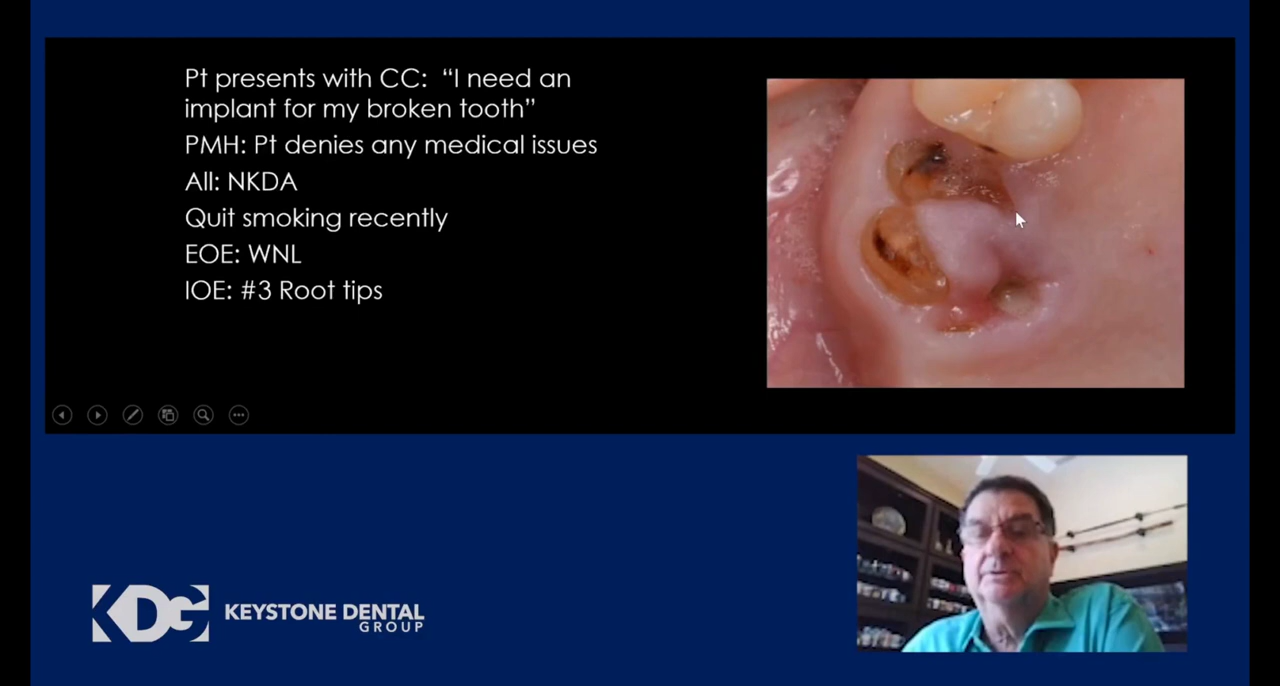 Pt presents with CC: “I need an
implant for my broken tooth”
PMH: Pt denies any medical issues
All: NKDA
Quit smoking recently
EOE: WNL
IOE: #3 Root tips
KDG KEYSTONE DENTAL
GROUP